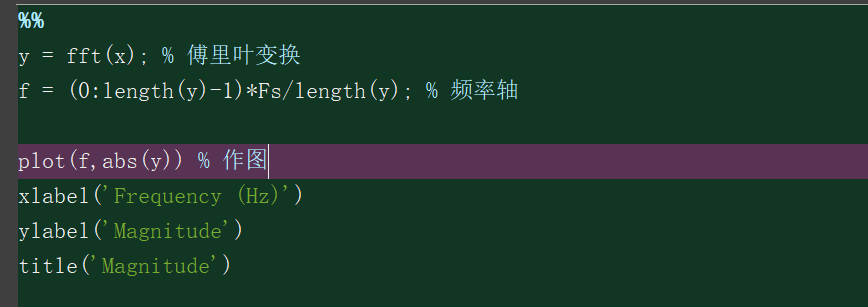 %%
y = fft(x); % 傅里叶变换
f = (0:length(y)-1)*Fs/length(y); % 频率轴
plot(f,abs(y)) % 作图
xlabel('Frequency (Hz)')
ylabel('Magnitude')
title('Magnitude')